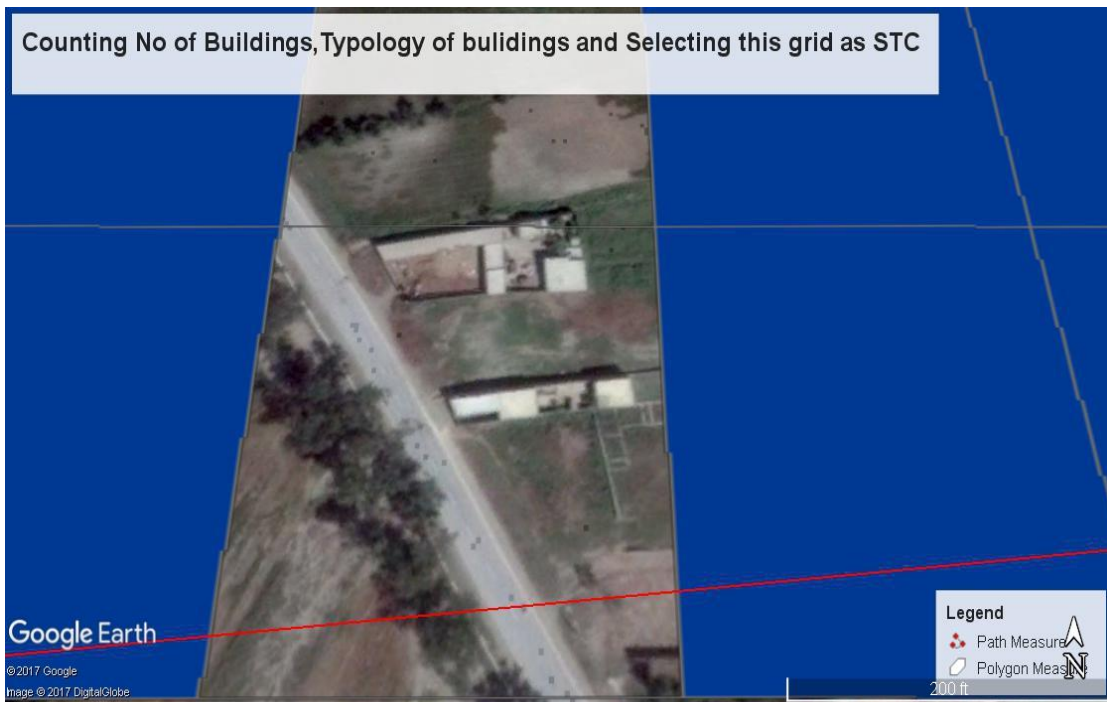 Counting No of Buildings,Typology of bulidings and Selecting this grid as STC
Legend
Path Measure
Polygon Measure
N
200 ft
Google Earth
©2017 Google
Image © 2017 DigitalGlobe